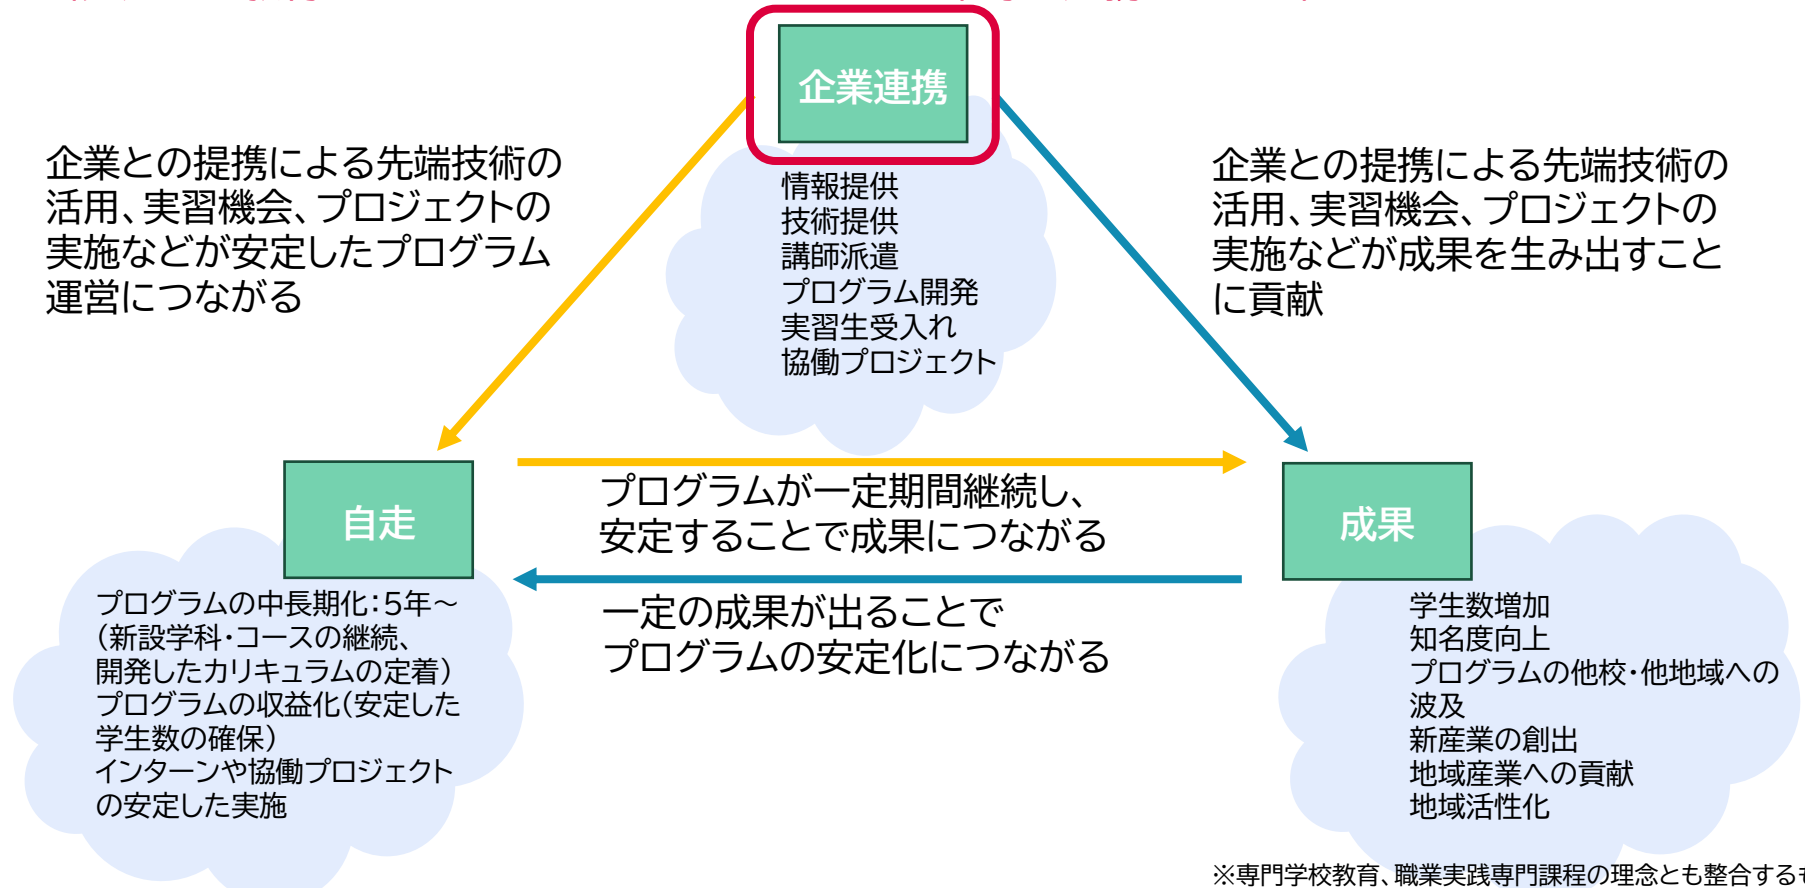 企業連携
企業との提携による先端技術の
活用、実習機会、プロジェクトの
実施などが安定したプログラム
運営につながる
情報提供
技術提供
講師派遣
プログラム開発
実習生受入れ
協働プロジェクト
企業との提携による先端技術の
活用、実習機会、プロジェクトの
実施などが成果を生み出すこと
に貢献
自走
プログラムが一定期間継続し、
安定することで成果につながる
一定の成果が出ることで
プログラムの安定化につながる
成果
プログラムの中長期化：5年～
（新設学科・コースの継続、
開発したカリキュラムの定着）
プログラムの収益化（安定した
学生数の確保）
インターンや協働プロジェクト
の安定した実施
学生数増加
知名度向上
プログラムの他校・他地域への
波及
新産業の創出
地域産業への貢献
地域活性化
※専門学校教育、職業実践専門課程の理念とも整合する